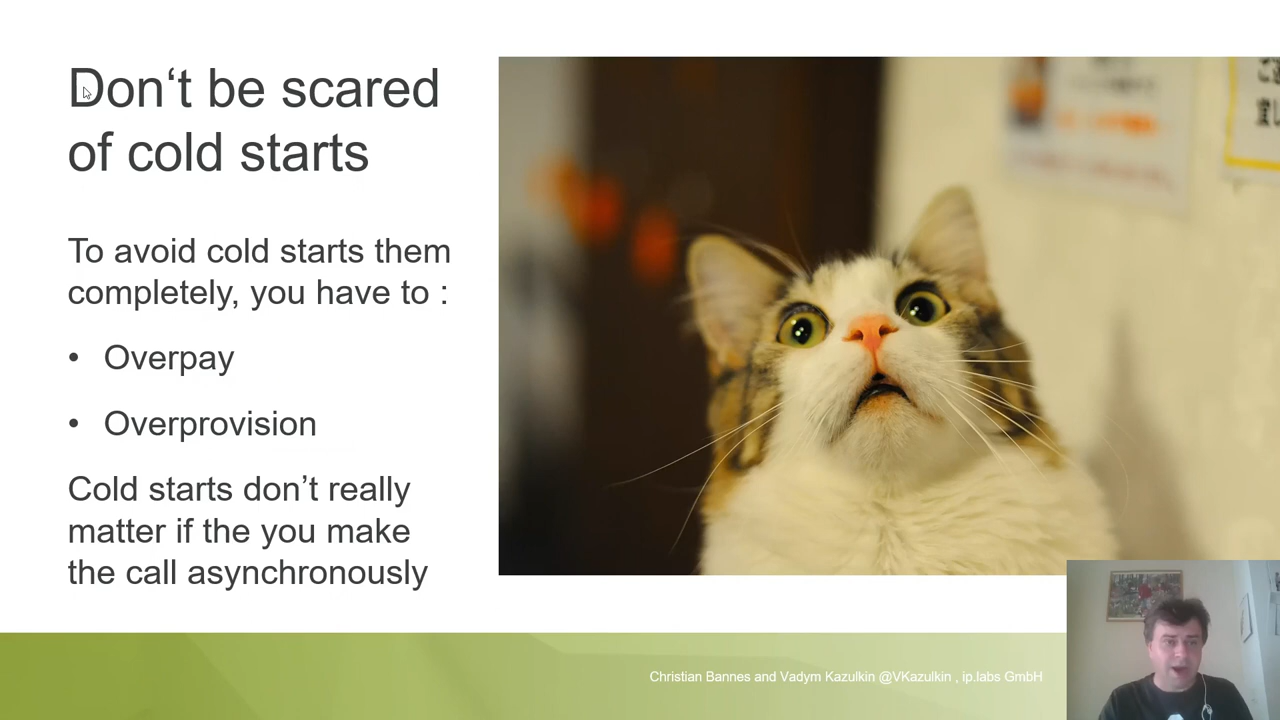 Don‘t be scared
of cold starts
To avoid cold starts them
completely, you have to :
• Overpay
• Overprovision
Cold starts don’t really
matter if the you make
the call asynchronously
Christian Bannes and Vadym Kazulkin @VKazulkin , ip.labs GmbH